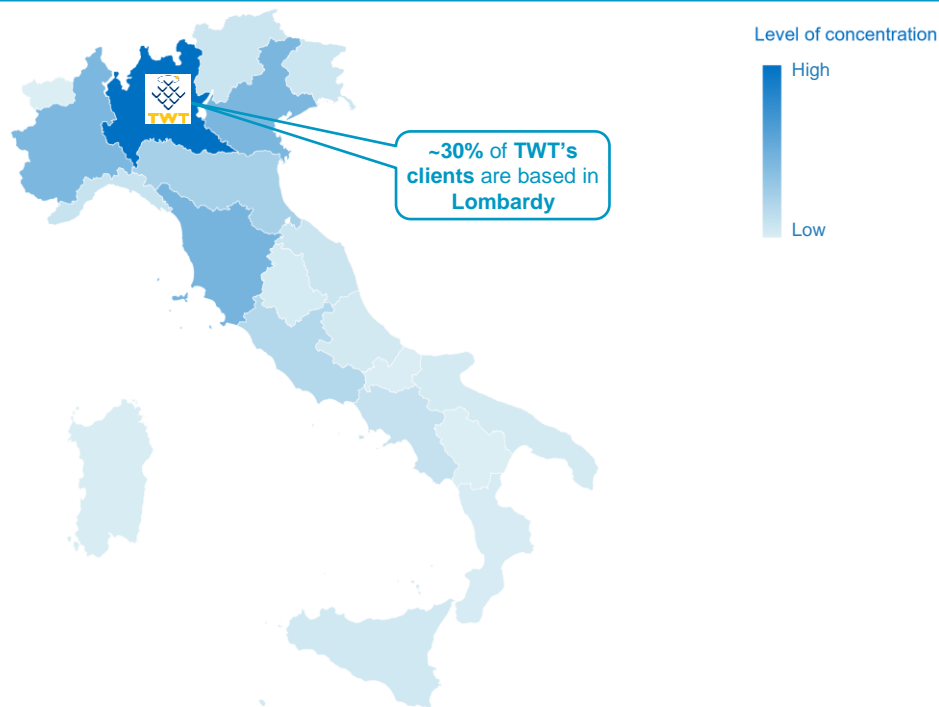 Level of concentration
High
Low
TWT
~30% of TWT's
clients are based in
Lombardy